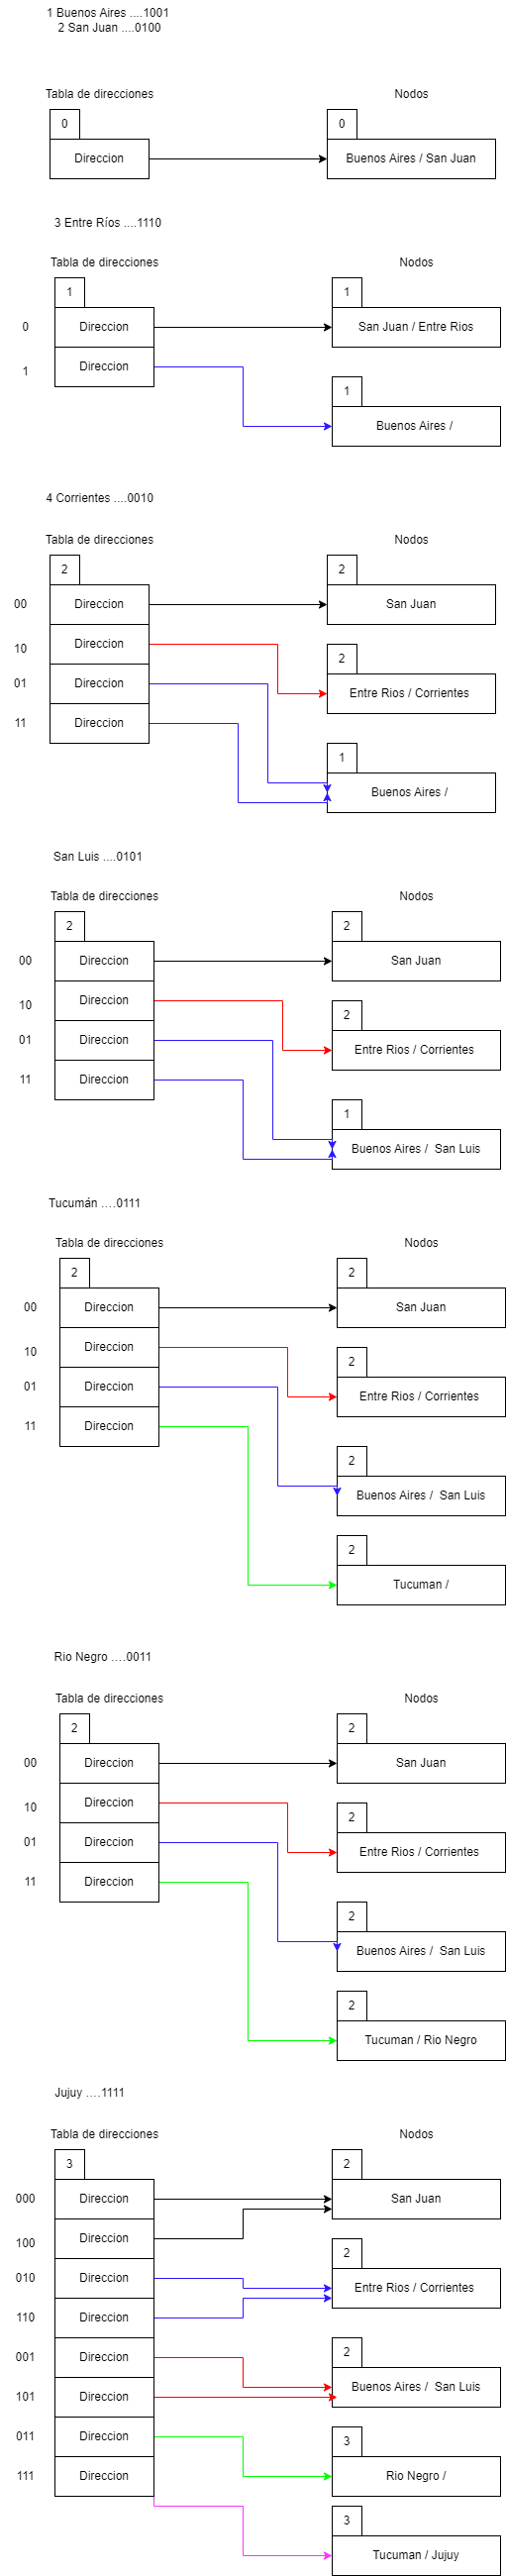 1 Buenos Aires ....1001
2 San Juan ....0100
Tabla de direcciones Nodos
0 0
Direccion Buenos Aires / San Juan
3 Entre Ríos ....1110
Tabla de direcciones Nodos
1 1
0 Direccion San Juan / Entre Rios
1 Direccion
1
Buenos Aires /
4 Corrientes ....0010
Tabla de direcciones Nodos
2 2
00 Direccion San Juan
10 Direccion
2
01 Direccion Entre Rios / Corrientes
11 Direccion
1
Buenos Aires /
San Luis ....0101
Tabla de direcciones Nodos
2 2
00 Direccion San Juan
10 Direccion
2
01 Direccion Entre Rios / Corrientes
11 Direccion
1
Buenos Aires / San Luis
Tucumán ....0111
Tabla de direcciones Nodos
2 2
00 Direccion San Juan
10 Direccion
2
01 Direccion Entre Rios / Corrientes
11 Direccion
2
Buenos Aires / San Luis
2
Tucuman /
Rio Negro ....0011
Tabla de direcciones Nodos
2 2
00 Direccion San Juan
10 Direccion
2
01 Direccion Entre Rios / Corrientes
11 Direccion
2
Buenos Aires / San Luis
2
Tucuman / Rio Negro
Jujuy ....1111
Tabla de direcciones Nodos
3 2
000 Direccion San Juan
100 Direccion
2
010 Direccion Entre Rios / Corrientes
110 Direccion
2
001 Direccion
101 Direccion Buenos Aires / San Luis
011 Direccion
3
111 Direccion Rio Negro /
3
Tucuman / Jujuy